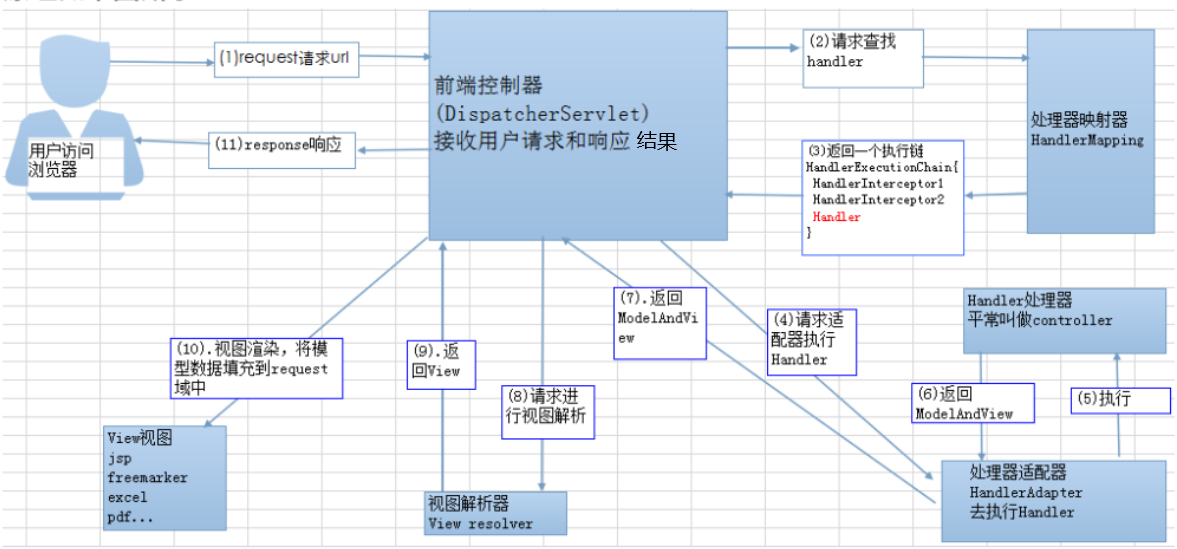 (1)request请求url
前端控制器
(DispatcherServlet)
接收用户请求和响应 结果
(2)请求查找
handler
处理器映射器
HandlerMapping
用户访问
浏览器
(11)response响应
(3)返回一个执行链
HandlerExecutionChain{
HandlerInterceptor1
HandlerInterceptor2
Handler
}
(7).返回
ModelAndVi
ew
(4)请求适
配器执行
Handler
Handler处理器
平常叫做controller
(10).视图渲染，将模
型数据填充到request
域中
(9).返
回View
(8)请求进
行视图解析
(6)返回
ModelAndView
(5)执行
View视图
jsp
freemarker
excel
pdf...
视图解析器
View resolver
处理器适配器
HandlerAdapter
去执行Handler